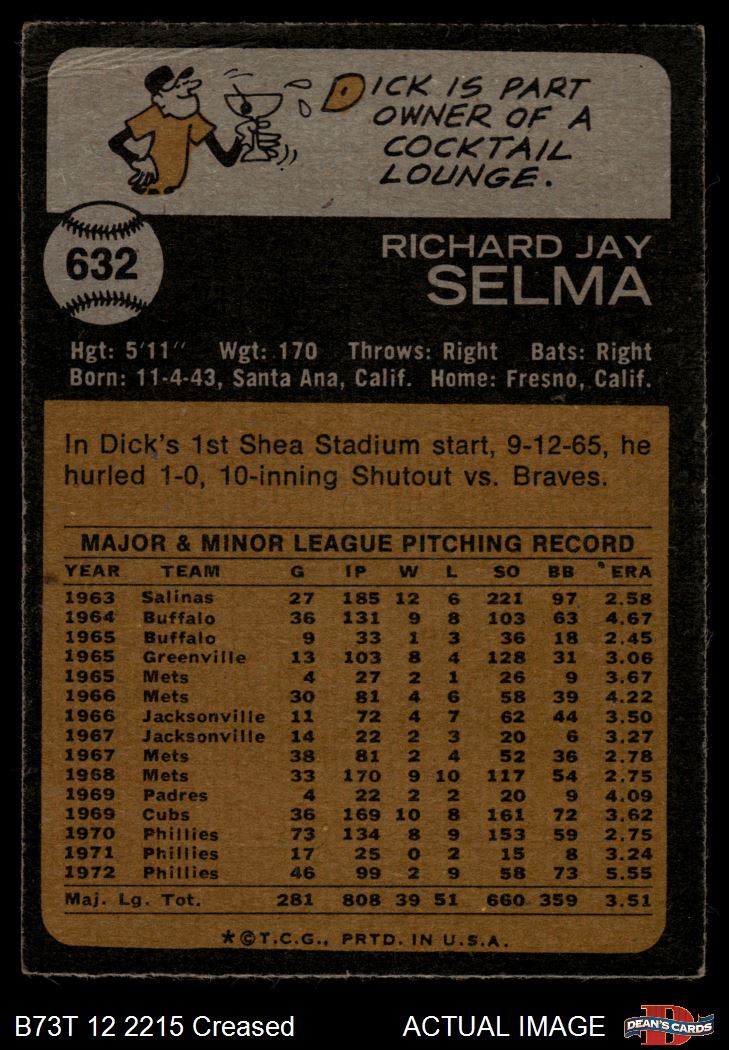 DICK IS PART
OWNER OF A
COCKTAIL
LOUNGE.
632
RICHARD JAY
SELMA
Hgt: 5'11" Wgt: 170 Throws: Right Bats: Right
Born: 11-4-43, Santa Ana, Calif. Home: Fresno, Calif.
In Dick's 1st Shea Stadium start, 9-12-65, he
hurled 1-0, 10-inning Shutout vs. Braves.
MAJOR & MINOR LEAGUE PITCHING RECORD
YEAR TEAM G IP W L SO BB ERA
1963 Salinas 27 185 12 6 221 97 2.58
1964 Buffalo 36 131 9 8 103 63 4.67
1965 Buffalo 9 33 1 3 36 18 2.45
1965 Greenville 13 103 8 4 128 31 3.06
1965 Mets 4 27 2 1 26 9 3.67
1966 Mets 30 81 4 6 58 39 4.22
1966 Jacksonville 11 72 4 7 62 44 3.50
1967 Jacksonville 14 22 2 3 20 6 3.27
1967 Mets 38 81 2 4 52 36 2.78
1968 Mets 33 170 9 10 117 54 2.75
1969 Padres 4 22 2 2 20 9 4.09
1969 Cubs 36 169 10 8 161 72 3.62
1970 Phillies 73 134 8 9 153 59 2.75
1971 Phillies 17 25 0 2 15 8 3.24
1972 Phillies 46 99 2 9 58 73 5.55
Maj. Lg. Tot. 281 808 39 51 660 359 3.51
*©T.C.G., PRTD. IN U.S.A.
B73T 12 2215 Creased ACTUAL IMAGE
DEAN'S CARDS